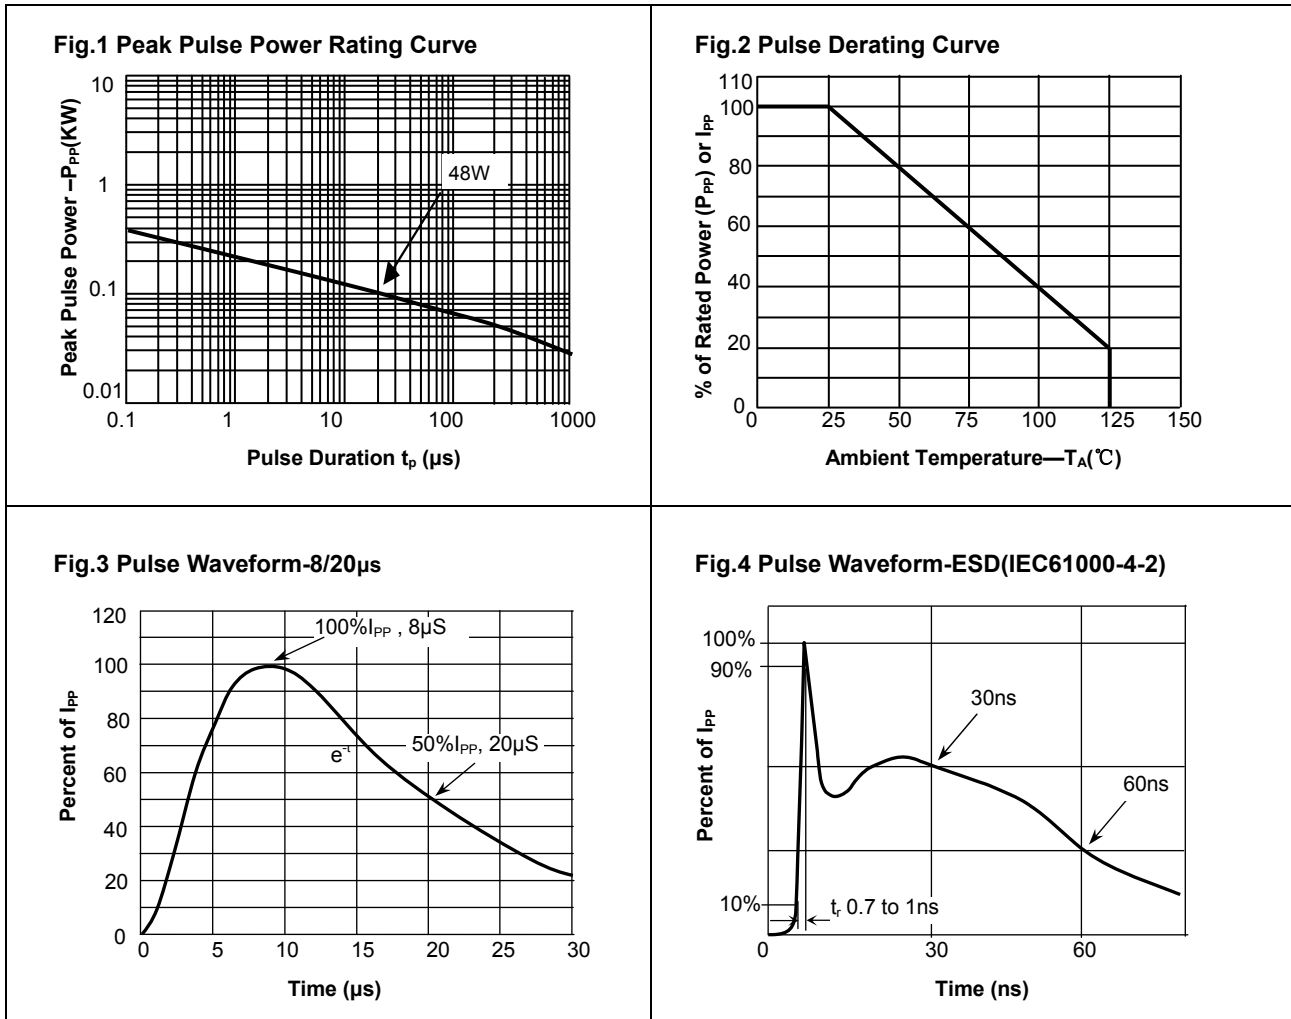 Fig.1 Peak Pulse Power Rating Curve
Peak Pulse Power –PPP(KW)
10
1
0.1
0.01
48W
0.1 1 10 100 1000
Pulse Duration tp (µs)
Fig.2 Pulse Derating Curve
% of Rated Power (PPP) or IPP
110
100
80
60
40
20
0
25 50 75 100 125 150
Ambient Temperature—TA(℃)
Fig.3 Pulse Waveform-8/20µs
Percent of IPP
120
100
80
60
40
20
0
100%IPP , 8µS
e-t
50%IPP, 20µS
0 5 10 15 20 25 30
Time (µs)
Fig.4 Pulse Waveform-ESD(IEC61000-4-2)
Percent of IPP
100%
90%
10%
30ns
60ns
tr 0.7 to 1ns
0 30 60
Time (ns)